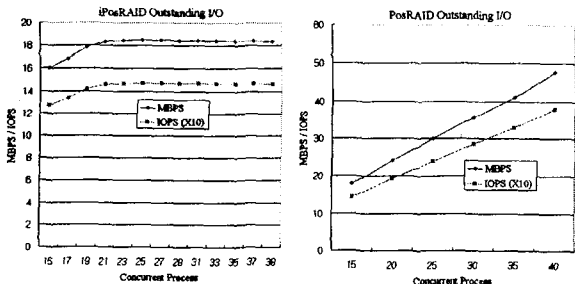 iPosRAID Outstanding I/O
20
18
16
14
12
10
8
6
4
2
0
MBPS / IOPS
MBPS
IOPS (X10)
15 17 19 21 23 25 27 29 31 33 35 37 39
Concurrent Process
PosRAID Outstanding I/O
60
50
40
30
20
10
0
MBPS / IOPS
MBPS
IOPS (X10)
15 20 25 30 35 40
Concurrent Process